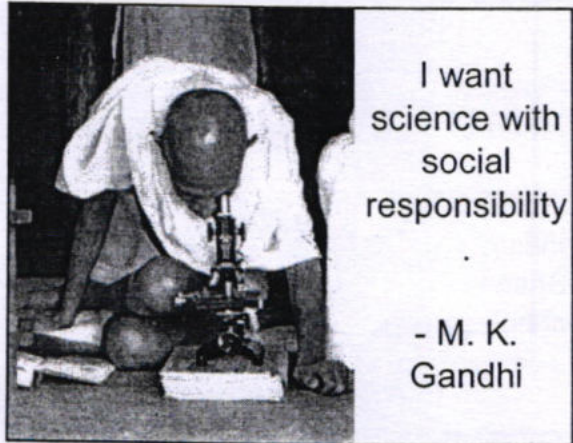 I want
science with
social
responsibility
.
- M. K.
Gandhi